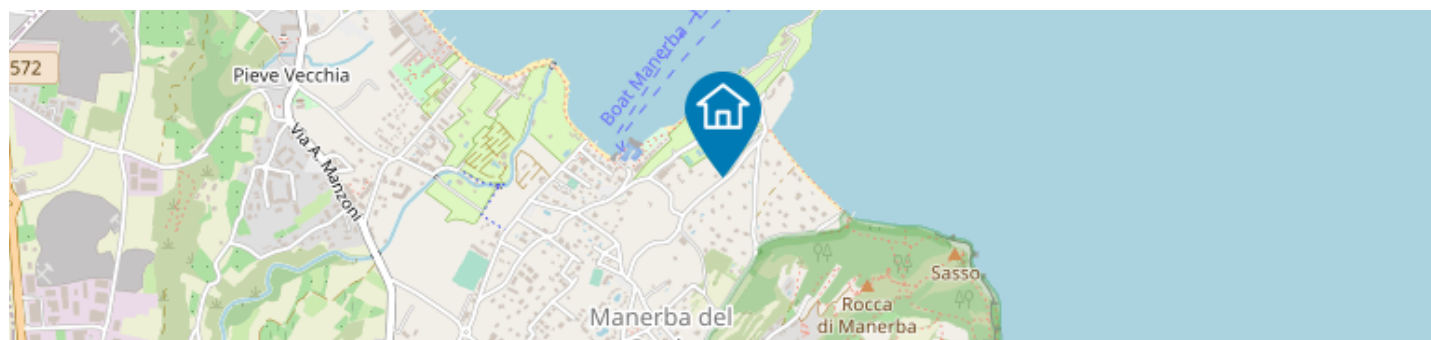 572
Pieve Vecchia
Via A. Manzoni
Boat Manerba
Sasso
Rocca
di Manerba
Manerba del